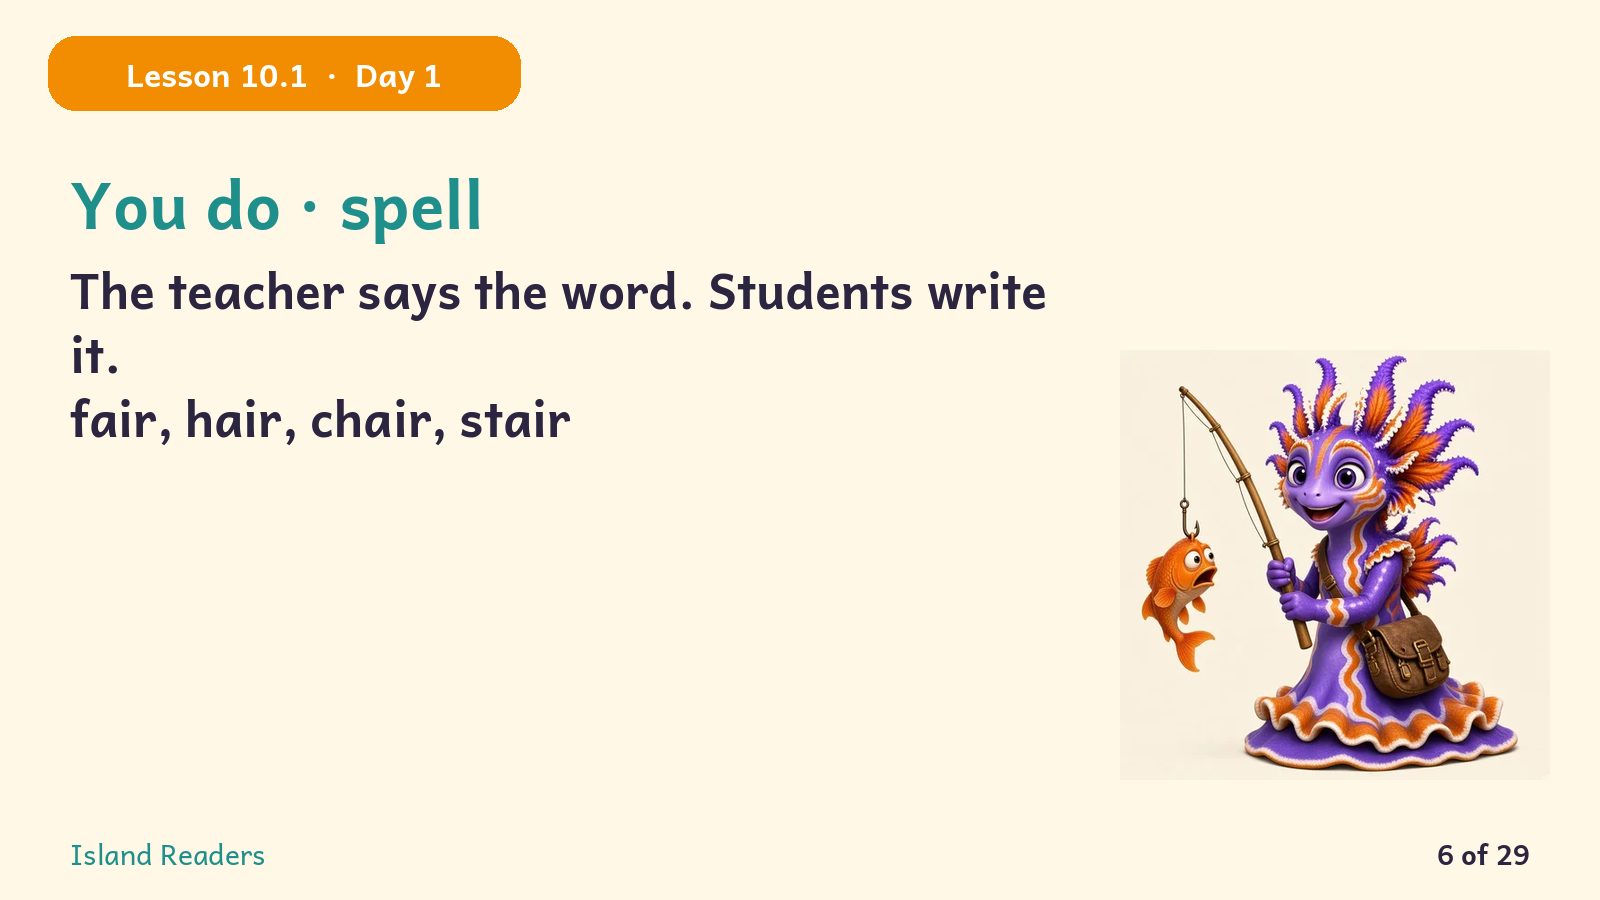 Lesson 10.1 · Day 1
You do · spell
The teacher says the word. Students write
it.
fair, hair, chair, stair
Island Readers
6 of 29